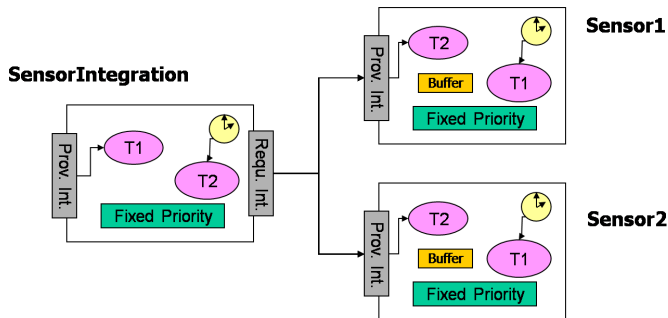 SensorIntegration
Prov. Int.
T1
T2
Fixed Priority
Requ. Int.
Sensor1
Prov. Int.
T2
Buffer
T1
Fixed Priority
Sensor2
Prov. Int.
T2
Buffer
T1
Fixed Priority